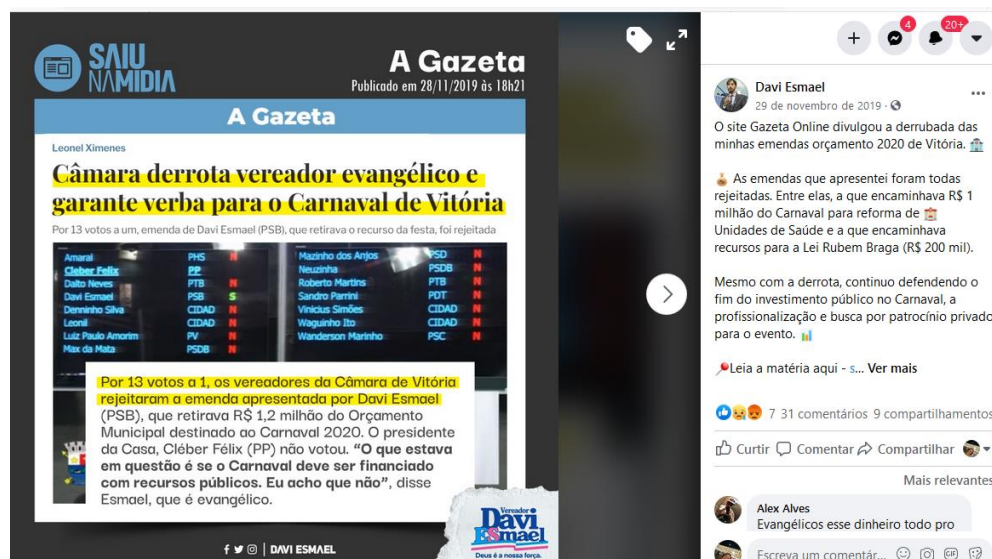 SAIU
NAMIDIA
A Gazeta
Publicado em 28/11/2019 às 18h21
A Gazeta
Leonel Ximenes
Câmara derrota vereador evangélico e
garante verba para o Carnaval de Vitória
Por 13 votos a um, emenda de Davi Esmael (PSB), que retirava o recurso da festa, foi rejeitada
Amaral PHS N
Cleber Felix PP
Dalto Neves PTB N
Davi Esmael PSB S
Denninho Silva CIDAD N
Leonil CIDAD N
Luiz Paulo Amorim PV N
Max da Mata PSDB N
Mazinho dos Anjos PSD N
Neuzinha PSDB N
Roberto Martins PTB N
Sandro Parrini PDT N
Vinicius Simões CIDAD N
Waguinho Ito CIDAD N
Wanderson Marinho PSC N
Por 13 votos a 1, os vereadores da Câmara de Vitória
rejeitaram a emenda apresentada por Davi Esmael
(PSB), que retirava R$ 1,2 milhão do Orçamento
Municipal destinado ao Carnaval 2020. O presidente
da Casa, Cléber Félix (PP) não votou. “O que estava
em questão é se o Carnaval deve ser financiado
com recursos públicos. Eu acho que não”, disse
Esmael, que é evangélico.
Vereador
Davi
Esmael
Deus é a nossa força.
DAVI ESMAEL
4
20+
Davi Esmael
29 de novembro de 2019 ·
O site Gazeta Online divulgou a derrubada das
minhas emendas orçamento 2020 de Vitória.
As emendas que apresentei foram todas
rejeitadas. Entre elas, a que encaminhava R$ 1
milhão do Carnaval para reforma de
Unidades de Saúde e a que encaminhava
recursos para a Lei Rubem Braga (R$ 200 mil).
Mesmo com a derrota, continuo defendendo o
fim do investimento público no Carnaval, a
profissionalização e busca por patrocínio privado
para o evento.
Leia a matéria aqui - s... Ver mais
7 31 comentários 9 compartilhamentos
Curtir Comentar Compartilhar
Mais relevantes
Alex Alves
Evangélicos esse dinheiro todo pro
Escreva um comentár...
GIF